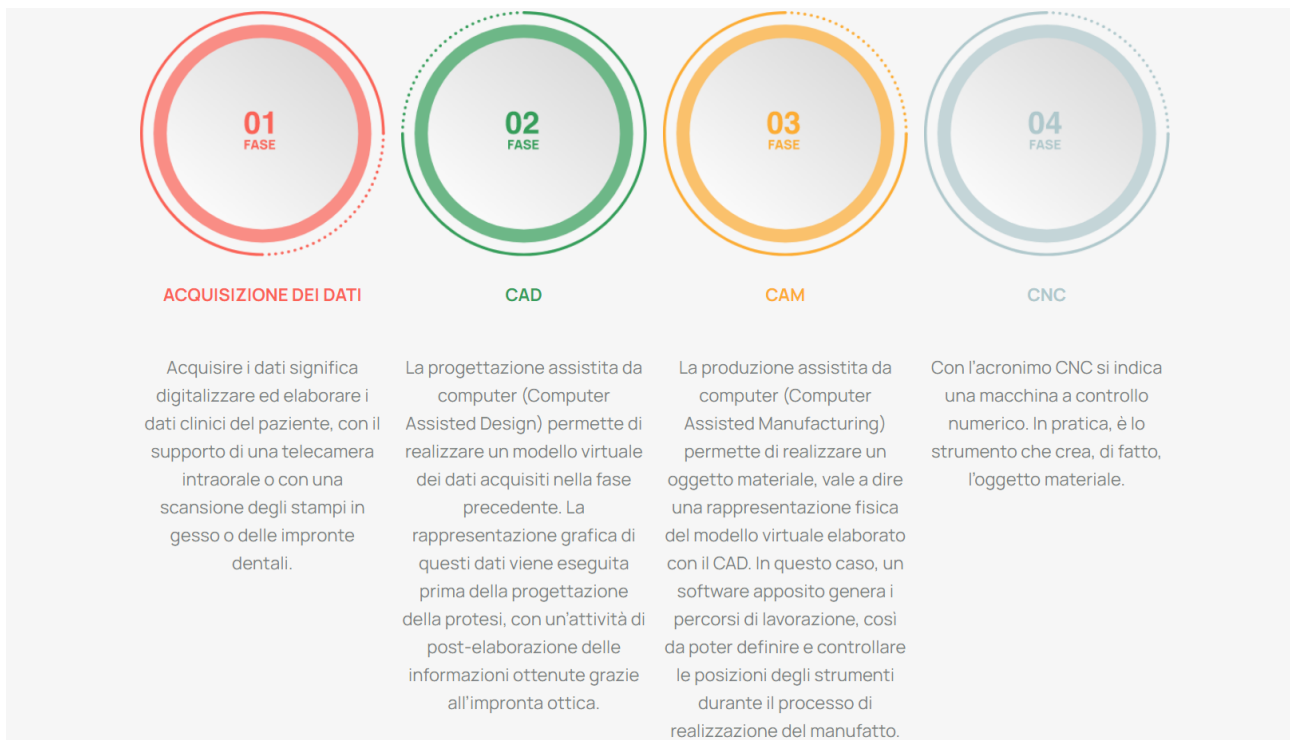 01
FASE
02
FASE
03
FASE
04
FASE
ACQUISIZIONE DEI DATI
CAD
CAM
CNC
Acquisire i dati significa
digitalizzare ed elaborare i
dati clinici del paziente, con il
supporto di una telecamera
intraorale o con una
scansione degli stampi in
gesso o delle impronte
dentali.
La progettazione assistita da
computer (Computer
Assisted Design) permette di
realizzare un modello virtuale
dei dati acquisiti nella fase
precedente. La
rappresentazione grafica di
questi dati viene eseguita
prima della progettazione
della protesi, con un'attività di
post-elaborazione delle
informazioni ottenute grazie
all'impronta ottica.
La produzione assistita da
computer (Computer
Assisted Manufacturing)
permette di realizzare un
oggetto materiale, vale a dire
una rappresentazione fisica
del modello virtuale elaborato
con il CAD. In questo caso, un
software apposito genera i
percorsi di lavorazione, così
da poter definire e controllare
le posizioni degli strumenti
durante il processo di
realizzazione del manufatto.
Con l'acronimo CNC si indica
una macchina a controllo
numerico. In pratica, è lo
strumento che crea, di fatto,
l'oggetto materiale.